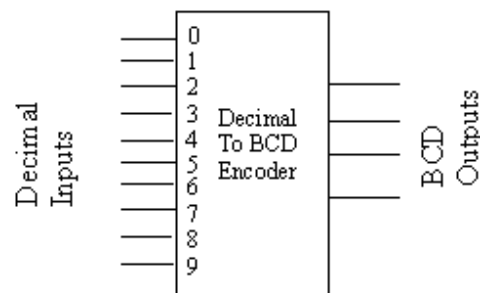 Decimal
Inputs
0
1
2
3
4
5
6
7
8
9
Decimal
To BCD
Encoder
BCD
Outputs